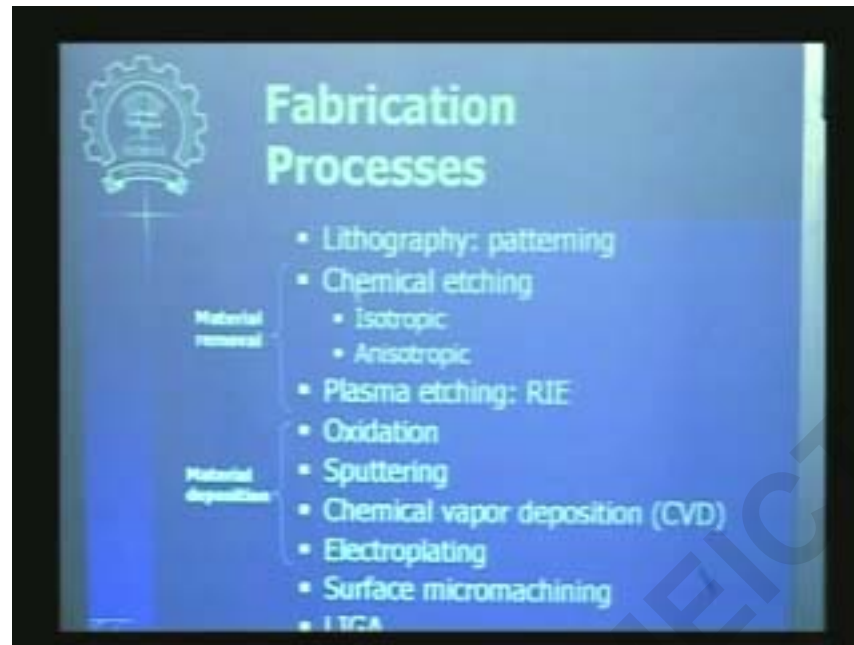 Fabrication
Processes
▪ Lithography: patterning
▪ Chemical etching
▪ Isotropic
▪ Anisotropic
Material
removal
▪ Plasma etching: RIE
▪ Oxidation
▪ Sputtering
Material
deposition
▪ Chemical vapor deposition (CVD)
▪ Electroplating
▪ Surface micromachining
▪ LIGA